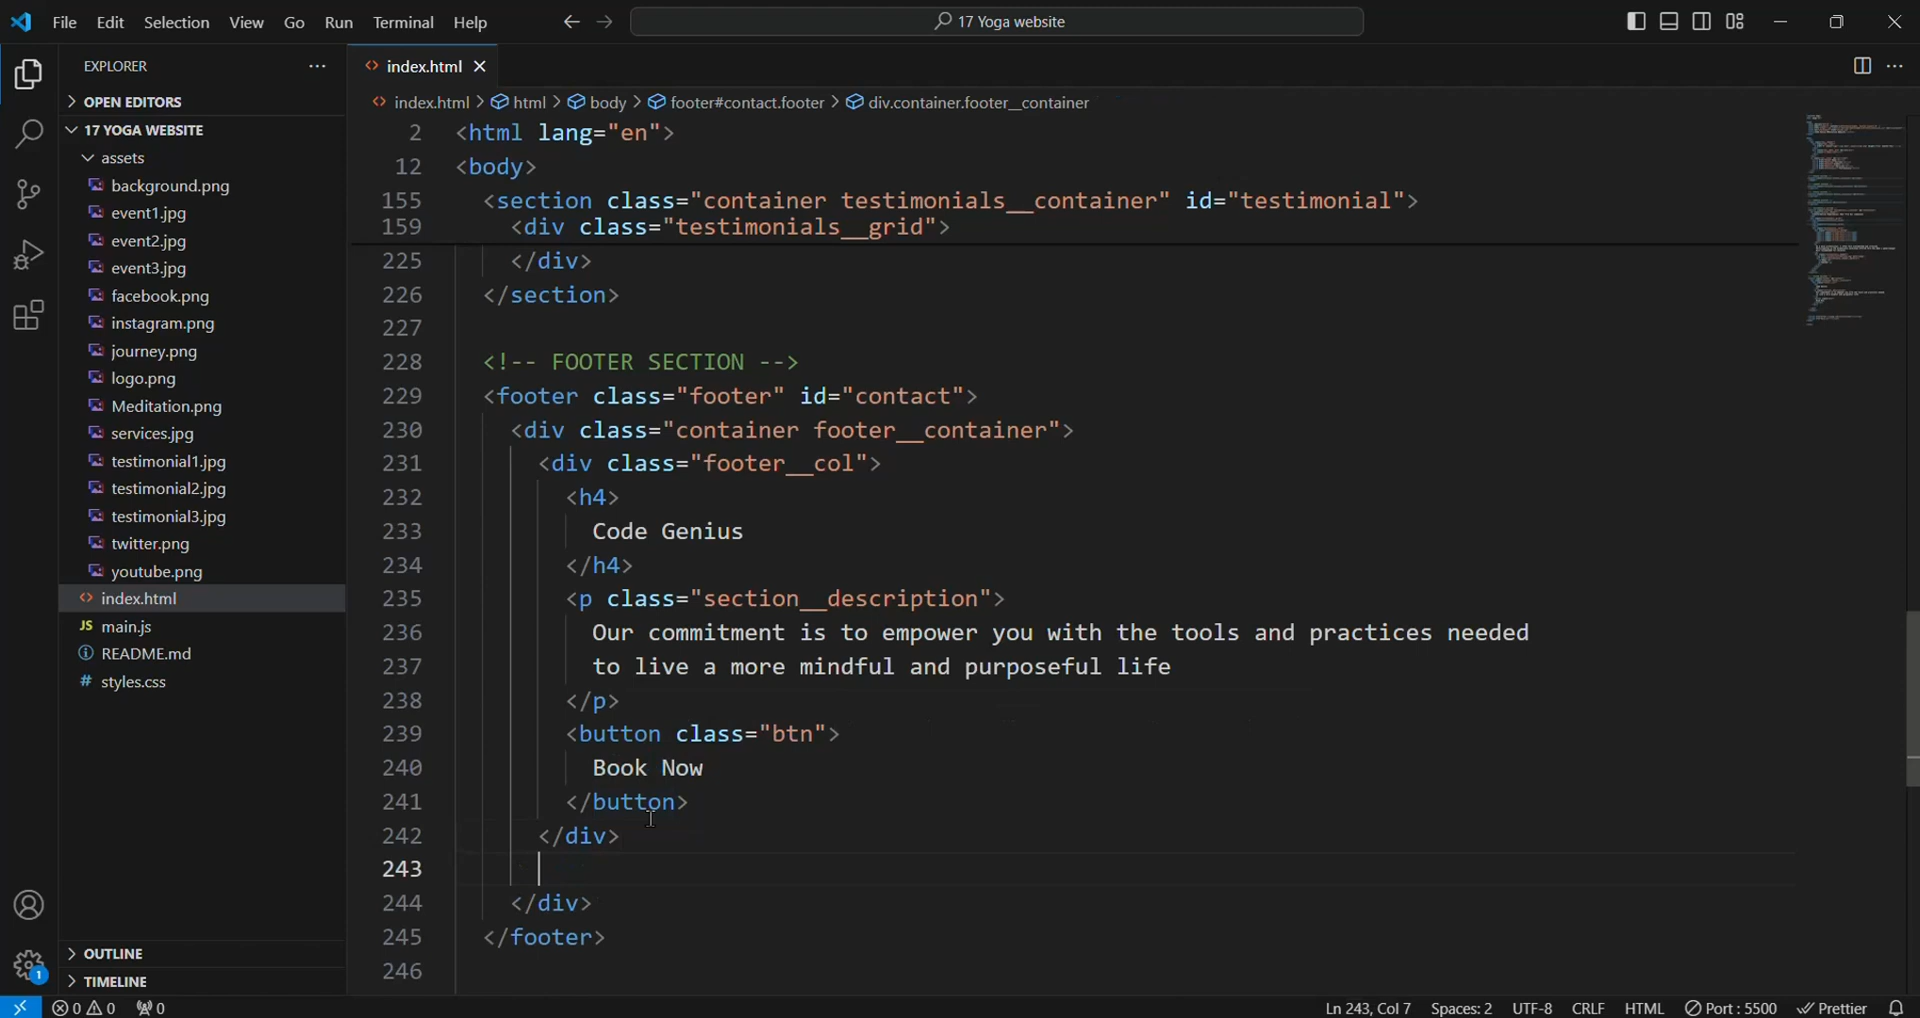 File Edit Selection View Go Run Terminal Help
17 Yoga website
EXPLORER
OPEN EDITORS
17 YOGA WEBSITE
assets
background.png
event1.jpg
event2.jpg
event3.jpg
facebook.png
instagram.png
journey.png
logo.png
Meditation.png
services.jpg
testimonial1.jpg
testimonial2.jpg
testimonial3.jpg
twitter.png
youtube.png
<> index.html
JS main.js
README.md
# styles.css
OUTLINE
TIMELINE
<> index.html
<> index.html > html > body > footer#contact.footer > div.container.footer__container
2 <html lang="en">
12 <body>
155 <section class="container testimonials__container" id="testimonial">
159 <div class="testimonials__grid">
225 </div>
226 </section>
227
228 <!-- FOOTER SECTION -->
229 <footer class="footer" id="contact">
230 <div class="container footer__container">
231 <div class="footer__col">
232 <h4>
233 Code Genius
234 </h4>
235 <p class="section__description">
236 Our commitment is to empower you with the tools and practices needed
237 to live a more mindful and purposeful life
238 </p>
239 <button class="btn">
240 Book Now
241 </button>
242 </div>
243
244 </div>
245 </footer>
246
1
0 0 0 Ln 243, Col 7 Spaces: 2 UTF-8 CRLF HTML Port : 5500 Prettier